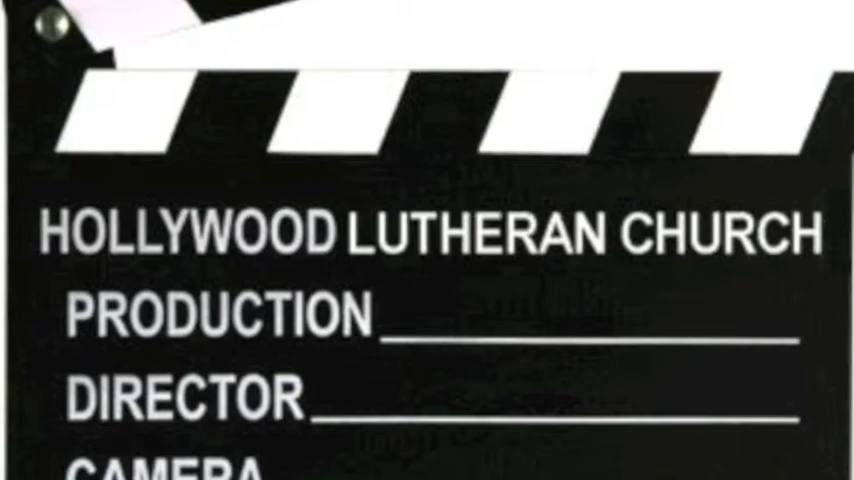 HOLLYWOOD LUTHERAN CHURCH
PRODUCTION
DIRECTOR
CAMERA